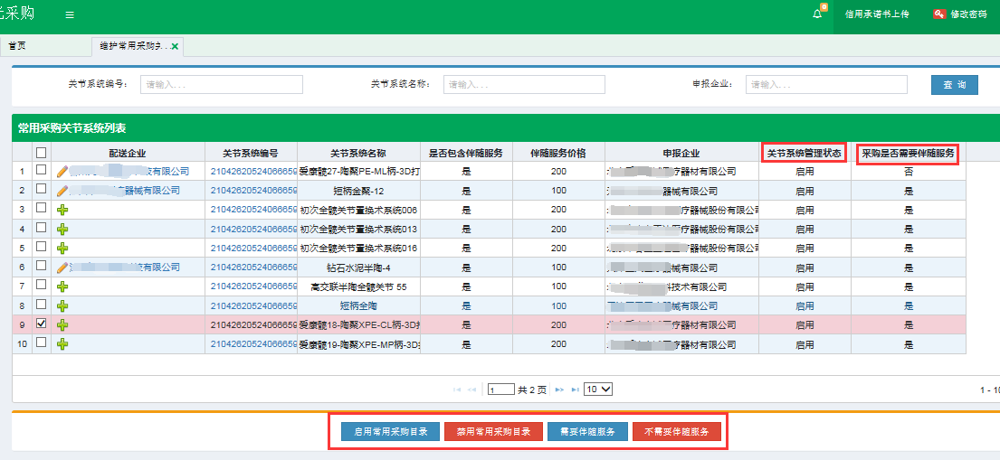 采购
信用承诺书上传 修改密码
首页 维护常用采购关...
关节系统编号： 请输入... 关节系统名称： 请输入... 申报企业： 请输入... 查 询
常用采购关节系统列表
配送企业 关节系统编号 关节系统名称 是否包含伴随服务 伴随服务价格 申报企业 关节系统管理状态 采购是否需要伴随服务
1 有限公司 21042620524066659 爱康髋27-陶聚PE-ML柄-3D打 是 200 疗器材有限公司 启用 否
2 器械有限公司 21042620524066659 短柄金聚-12 是 100 器械有限公司 启用 是
3 21042620524066659 初次全髋关节置换术系统006 是 200 疗器械股份有限公司 启用 是
4 21042620524066659 初次全髋关节置换术系统013 是 200 医疗器械股份有限公司 启用 是
5 21042620524066659 初次全髋关节置换术系统016 是 200 疗器械股份有限公司 启用 是
6 有限公司 21042620524066659 钻石水泥半陶-4 是 100 器械有限公司 启用 是
7 21042620524066659 高交联半陶全髋关节 55 是 100 技术有限公司 启用 是
8 21042620524066659 短柄全陶 是 100 器械有限公司 启用 是
9 21042620524066659 爱康髋18-陶聚XPE-CL柄-3D打 是 200 疗器材有限公司 启用 是
10 21042620524066659 爱康髋19-陶聚XPE-MP柄-3D打 是 200 疗器材有限公司 启用 是
1 共 2 页 10 1 - 10
启用常用采购目录 禁用常用采购目录 需要伴随服务 不需要伴随服务